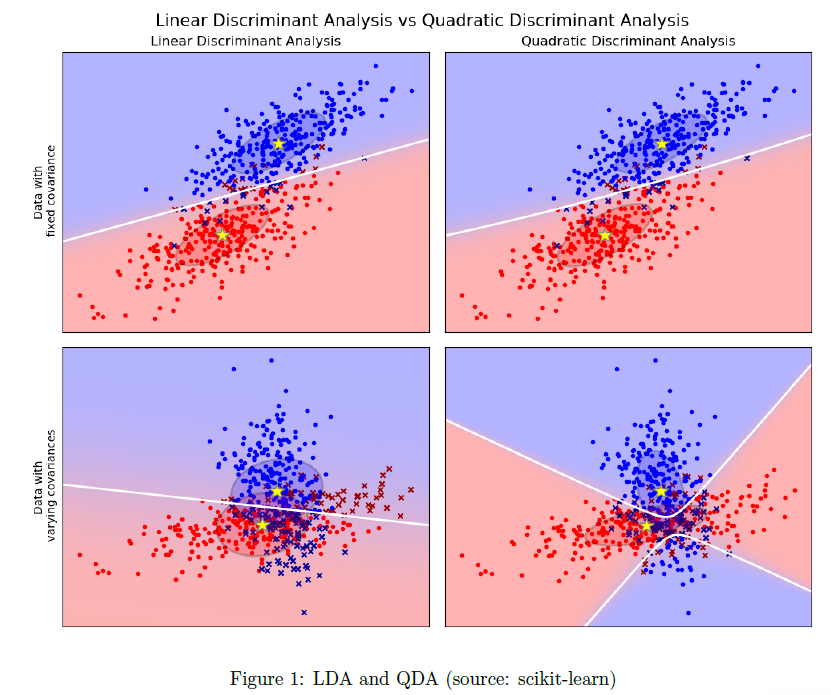 Linear Discriminant Analysis vs Quadratic Discriminant Analysis
Linear Discriminant Analysis
Quadratic Discriminant Analysis
Data with
fixed covariance
Data with
varying covariances
Figure 1: LDA and QDA (source: scikit-learn)